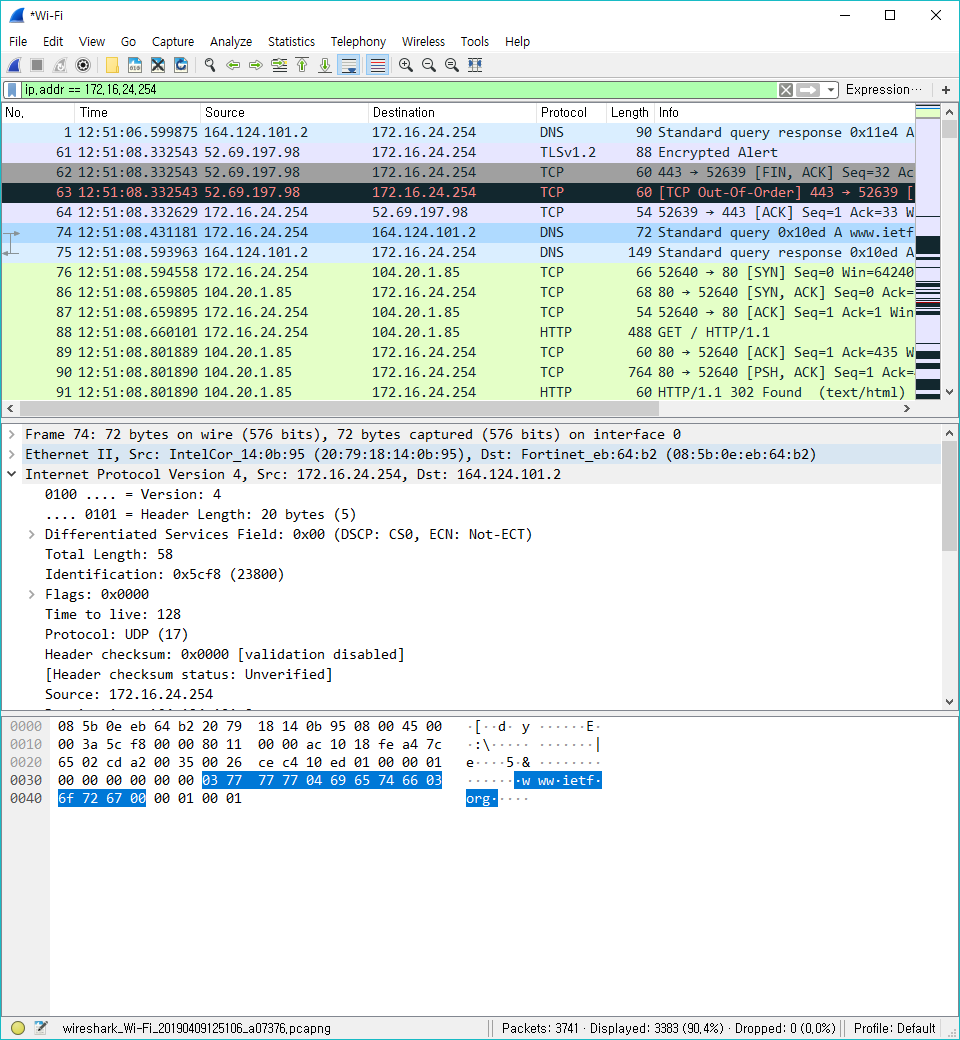 *Wi-Fi
File Edit View Go Capture Analyze Statistics Telephony Wireless Tools Help
ip.addr == 172.16.24.254 Expression… +
No. Time Source Destination Protocol Length Info
1 12:51:06.599875 164.124.101.2 172.16.24.254 DNS 90 Standard query response 0x11e4 A
61 12:51:08.332543 52.69.197.98 172.16.24.254 TLSv1.2 88 Encrypted Alert
62 12:51:08.332543 52.69.197.98 172.16.24.254 TCP 60 443 → 52639 [FIN, ACK] Seq=32 Ac
63 12:51:08.332543 52.69.197.98 172.16.24.254 TCP 60 [TCP Out-Of-Order] 443 → 52639 [
64 12:51:08.332629 172.16.24.254 52.69.197.98 TCP 54 52639 → 443 [ACK] Seq=1 Ack=33 W
74 12:51:08.431181 172.16.24.254 164.124.101.2 DNS 72 Standard query 0x10ed A www.ietf
75 12:51:08.593963 164.124.101.2 172.16.24.254 DNS 149 Standard query response 0x10ed A
76 12:51:08.594558 172.16.24.254 104.20.1.85 TCP 66 52640 → 80 [SYN] Seq=0 Win=64240
86 12:51:08.659805 104.20.1.85 172.16.24.254 TCP 68 80 → 52640 [SYN, ACK] Seq=0 Ack=
87 12:51:08.659895 172.16.24.254 104.20.1.85 TCP 54 52640 → 80 [ACK] Seq=1 Ack=1 Win
88 12:51:08.660101 172.16.24.254 104.20.1.85 HTTP 488 GET / HTTP/1.1
89 12:51:08.801889 104.20.1.85 172.16.24.254 TCP 60 80 → 52640 [ACK] Seq=1 Ack=435 W
90 12:51:08.801890 104.20.1.85 172.16.24.254 TCP 764 80 → 52640 [PSH, ACK] Seq=1 Ack=
91 12:51:08.801890 104.20.1.85 172.16.24.254 HTTP 60 HTTP/1.1 302 Found (text/html)
Frame 74: 72 bytes on wire (576 bits), 72 bytes captured (576 bits) on interface 0
Ethernet II, Src: IntelCor_14:0b:95 (20:79:18:14:0b:95), Dst: Fortinet_eb:64:b2 (08:5b:0e:eb:64:b2)
Internet Protocol Version 4, Src: 172.16.24.254, Dst: 164.124.101.2
0100 .... = Version: 4
.... 0101 = Header Length: 20 bytes (5)
Differentiated Services Field: 0x00 (DSCP: CS0, ECN: Not-ECT)
Total Length: 58
Identification: 0x5cf8 (23800)
Flags: 0x0000
Time to live: 128
Protocol: UDP (17)
Header checksum: 0x0000 [validation disabled]
[Header checksum status: Unverified]
Source: 172.16.24.254
0000 08 5b 0e eb 64 b2 20 79 18 14 0b 95 08 00 45 00 ·[··d· y ······E·
0010 00 3a 5c f8 00 00 80 11 00 00 ac 10 18 fe a4 7c ·:\····· ·······|
0020 65 02 cd a2 00 35 00 26 ce c4 10 ed 01 00 00 01 e····5·& ········
0030 00 00 00 00 00 00 03 77 77 77 04 69 65 74 66 03 ·······w ww·ietf·
0040 6f 72 67 00 00 01 00 01 org·····
wireshark_Wi-Fi_20190409125106_a07376.pcapng Packets: 3741 · Displayed: 3383 (90.4%) · Dropped: 0 (0.0%) Profile: Default